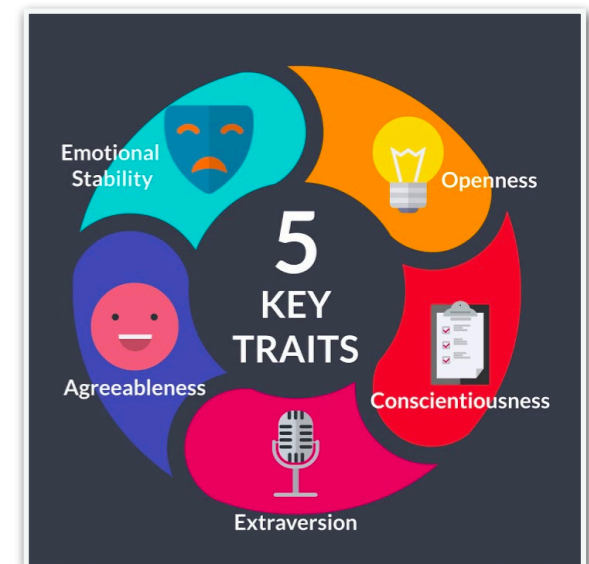 5
KEY
TRAITS
Openness
Conscientiousness
Extraversion
Agreeableness
Emotional
Stability